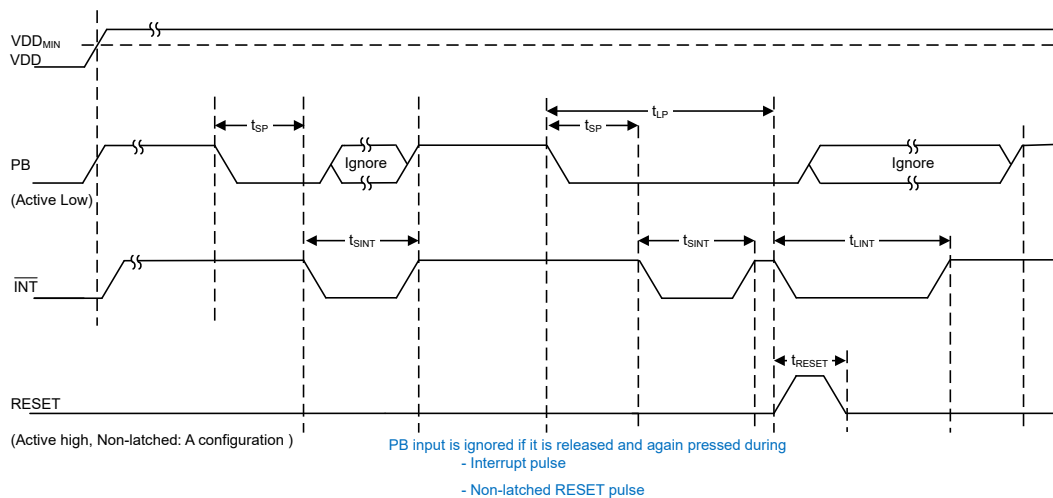 VDDMIN
VDD
tLP
tSP
tSP
PB
Ignore
Ignore
(Active Low)
tSINT
tSINT
tLINT
INT
tRESET
RESET
(Active high, Non-latched: A configuration )
PB input is ignored if it is released and again pressed during
- Interrupt pulse
- Non-latched RESET pulse